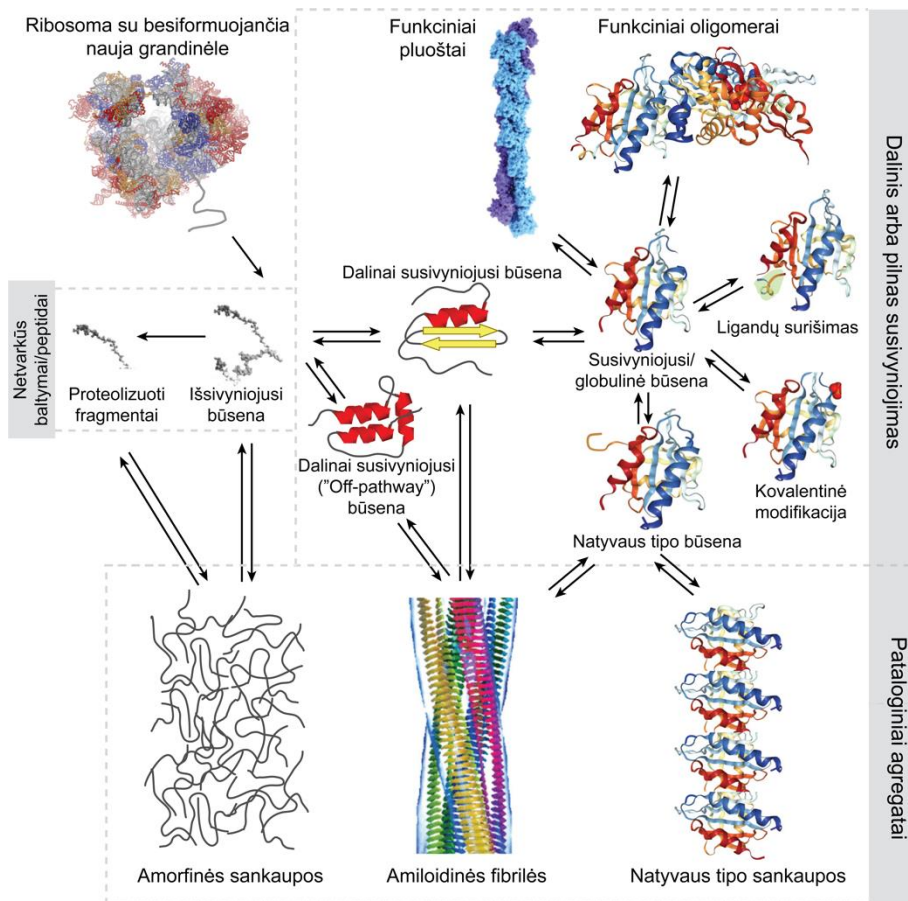 Ribosoma su besiformuojančia
nauja grandinėle
Funkciniai
pluoštai
Funkciniai oligomerai
Dalinis arba pilnas susivyniojimas
Dalinai susivyniojusi būsena
Ligandų surišimas
Netvarkūs
baltymai/peptidai
Proteolizuoti
fragmentai
Išsivyniojusi
būsena
Susivyniojusi/
globulinė būsena
Dalinai susivyniojusi
("Off-pathway")
būsena
Kovalentinė
modifikacija
Natyvaus tipo būsena
Pataloginiai agregatai
Amorfinės sankaupos
Amiloidinės fibrilės
Natyvaus tipo sankaupos